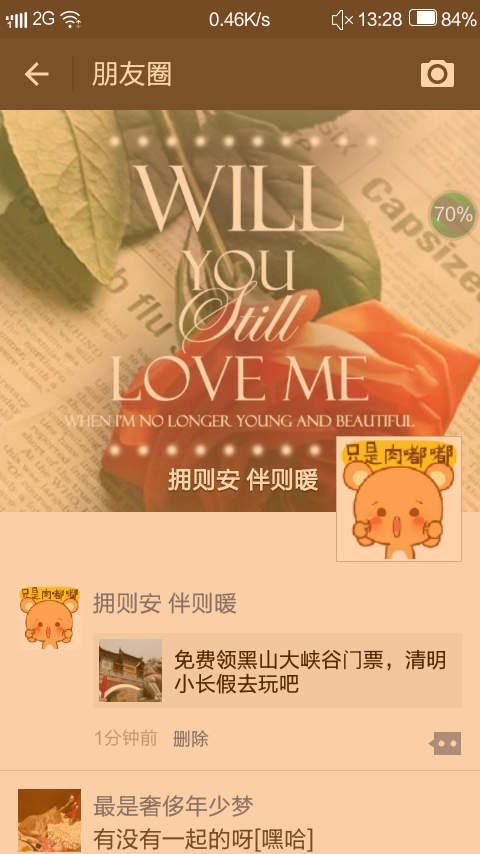 2G 0.46K/s 13:28 84%
朋友圈
WILL
Capsize
70%
YOU
b flu
Still
LOVE ME
WHEN I'M NO LONGER YOUNG AND BEAUTIFUL
只是肉嘟嘟
拥则安 伴则暖
只是肉嘟嘟
拥则安 伴则暖
免费领黑山大峡谷门票，清明
小长假去玩吧
1分钟前 删除
最是奢侈年少梦
有没有一起的呀[嘿哈]